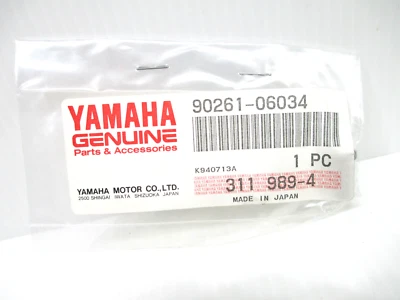 YAMAHA
GENUINE
Parts & Accessories
90261-06034
K940713A
1 PC
YAMAHA MOTOR CO.,LTD.
2500 SHINGAI IWATA SHIZUOKA JAPAN
311 989-4
MADE IN JAPAN